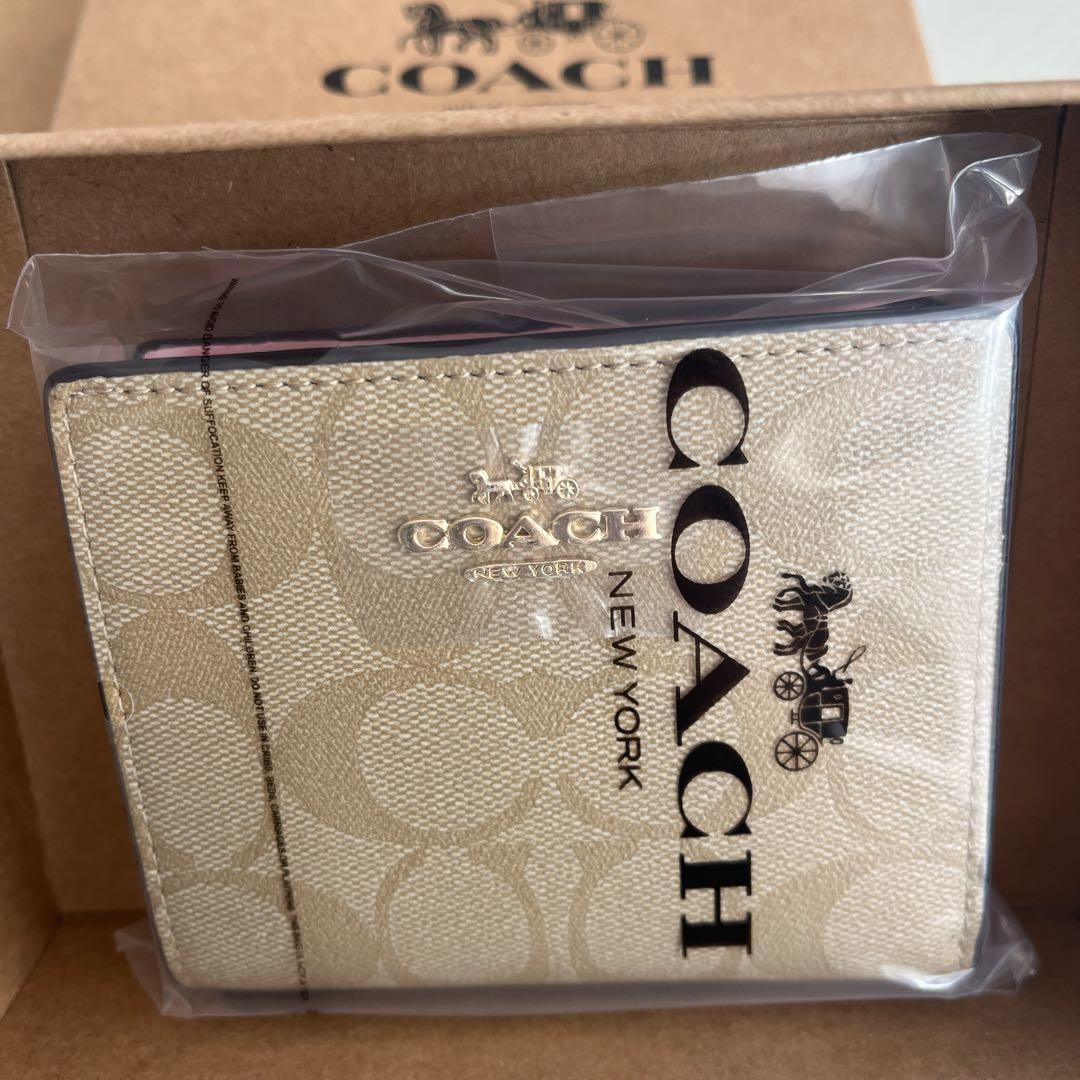 COACH
COACH
NEW YORK
COACH
NEW YORK
DANGER OF SUFFOCATION KEEP AWAY FROM BABIES AND CHILDREN. DO NOT USE IN CRIBS, BEDS,